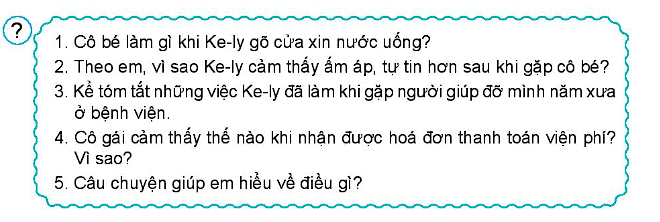 ?
1. Cô bé làm gì khi Ke-ly gõ cửa xin nước uống?
2. Theo em, vì sao Ke-ly cảm thấy ấm áp, tự tin hơn sau khi gặp cô bé?
3. Kể tóm tắt những việc Ke-ly đã làm khi gặp người giúp đỡ mình năm xưa
ở bệnh viện.
4. Cô gái cảm thấy thế nào khi nhận được hoá đơn thanh toán viện phí?
Vì sao?
5. Câu chuyện giúp em hiểu về điều gì?